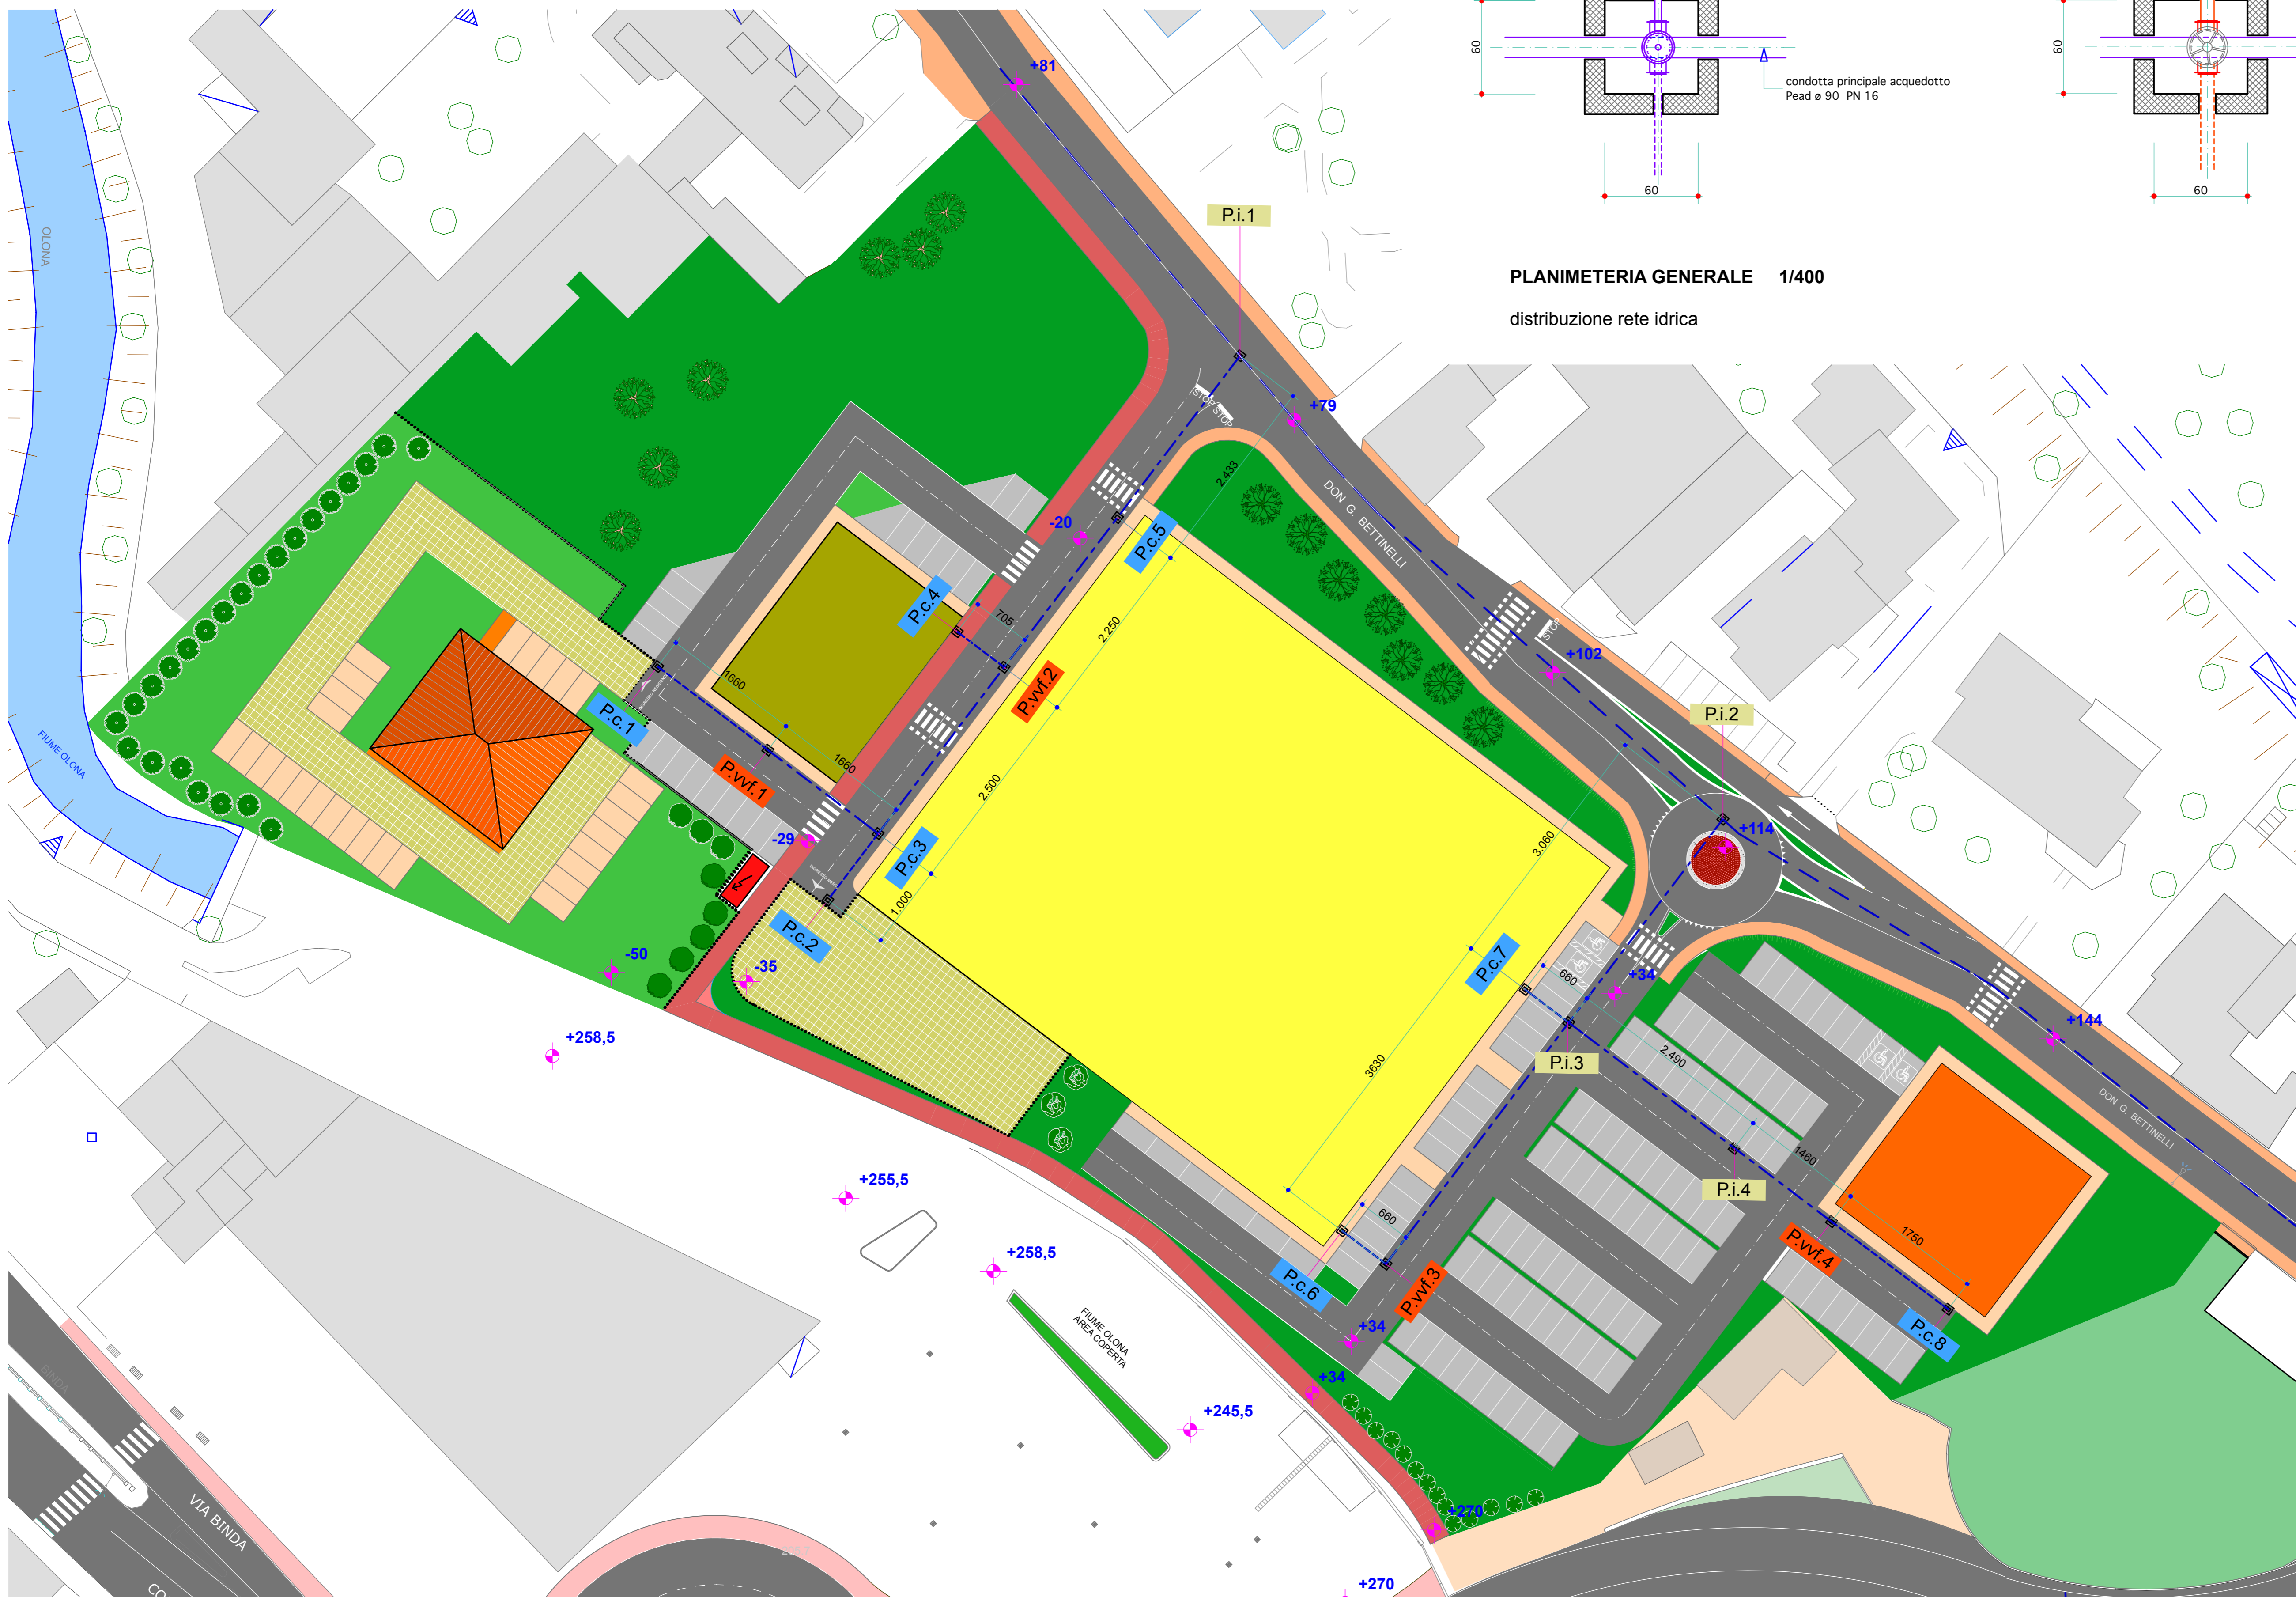 +81
60
condotta principale acquedotto
Pead ø 90 PN 16
60
60
60
P.i.1
PLANIMETERIA GENERALE 1/400
distribuzione rete idrica
OLONA
STOP
STOP
+79
2.433
DON G. BETTINELLI
-20
P.c.5
P.c.4
705
2.250
STOP
+102
P.vvf.2
1660
P.c.1
P.i.2
FIUME OLONA
P.vvf.1
1660
2.500
+114
-29
P.c.3
3.060
1.000
P.c.2
-50
-35
P.c.7
660
+34
+144
+258,5
P.i.3
2.490
3630
DON G. BETTINELLI
1460
P.i.4
+255,5
660
1750
P.vvf.4
+258,5
P.c.6
P.vvf.3
P.c.8
FIUME OLONA
AREA COPERTA
+34
+34
+245,5
BINDA
VIA BINDA
+270
+270
CO